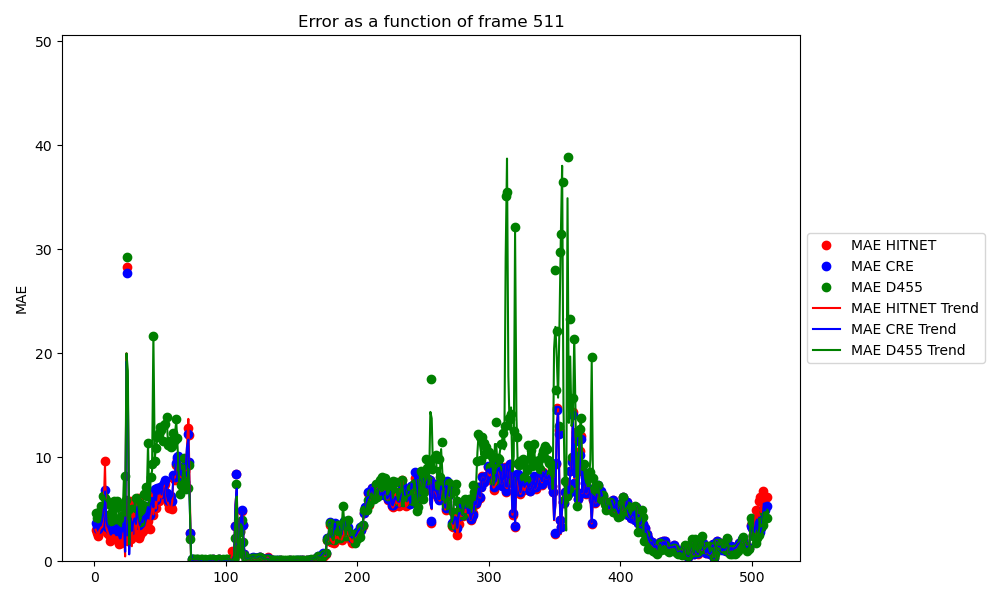 Error as a function of frame 511
50
40
30
20
10
0
MAE
0 100 200 300 400 500
MAE HITNET
MAE CRE
MAE D455
MAE HITNET Trend
MAE CRE Trend
MAE D455 Trend